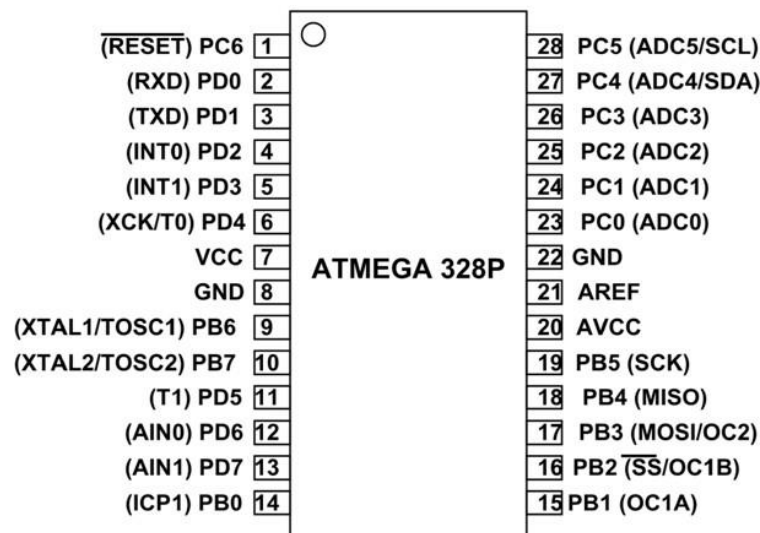 (RESET) PC6 1
(RXD) PD0 2
(TXD) PD1 3
(INT0) PD2 4
(INT1) PD3 5
(XCK/T0) PD4 6
VCC 7
GND 8
(XTAL1/TOSC1) PB6 9
(XTAL2/TOSC2) PB7 10
(T1) PD5 11
(AIN0) PD6 12
(AIN1) PD7 13
(ICP1) PB0 14
ATMEGA 328P
28 PC5 (ADC5/SCL)
27 PC4 (ADC4/SDA)
26 PC3 (ADC3)
25 PC2 (ADC2)
24 PC1 (ADC1)
23 PC0 (ADC0)
22 GND
21 AREF
20 AVCC
19 PB5 (SCK)
18 PB4 (MISO)
17 PB3 (MOSI/OC2)
16 PB2 (SS/OC1B)
15 PB1 (OC1A)